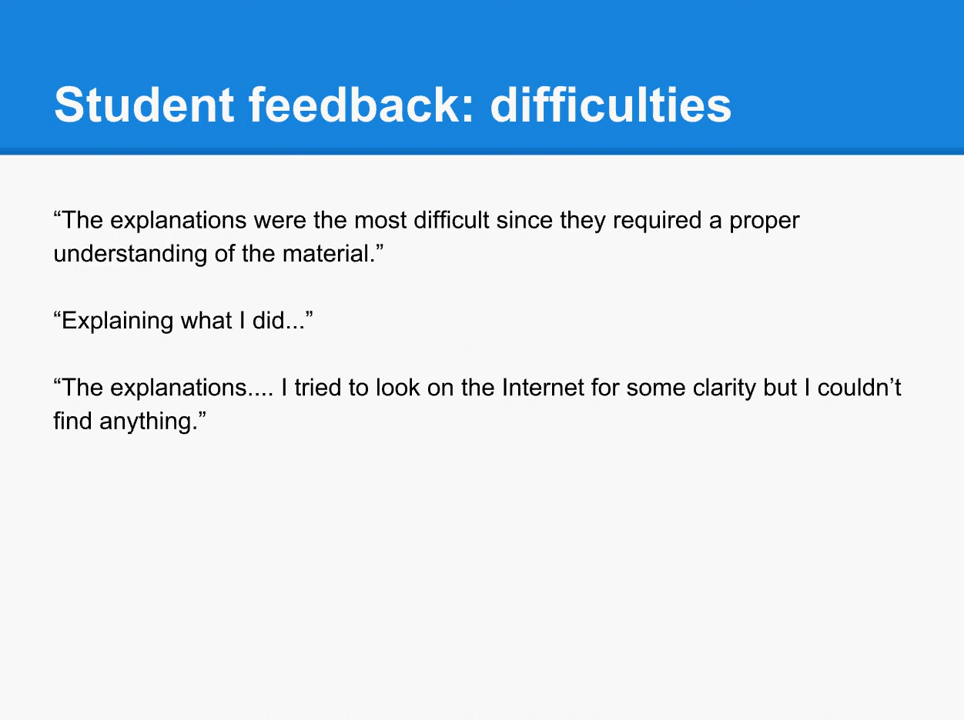 Student feedback: difficulties
“The explanations were the most difficult since they required a proper
understanding of the material.”
“Explaining what I did...”
“The explanations.... I tried to look on the Internet for some clarity but I couldn’t
find anything.”